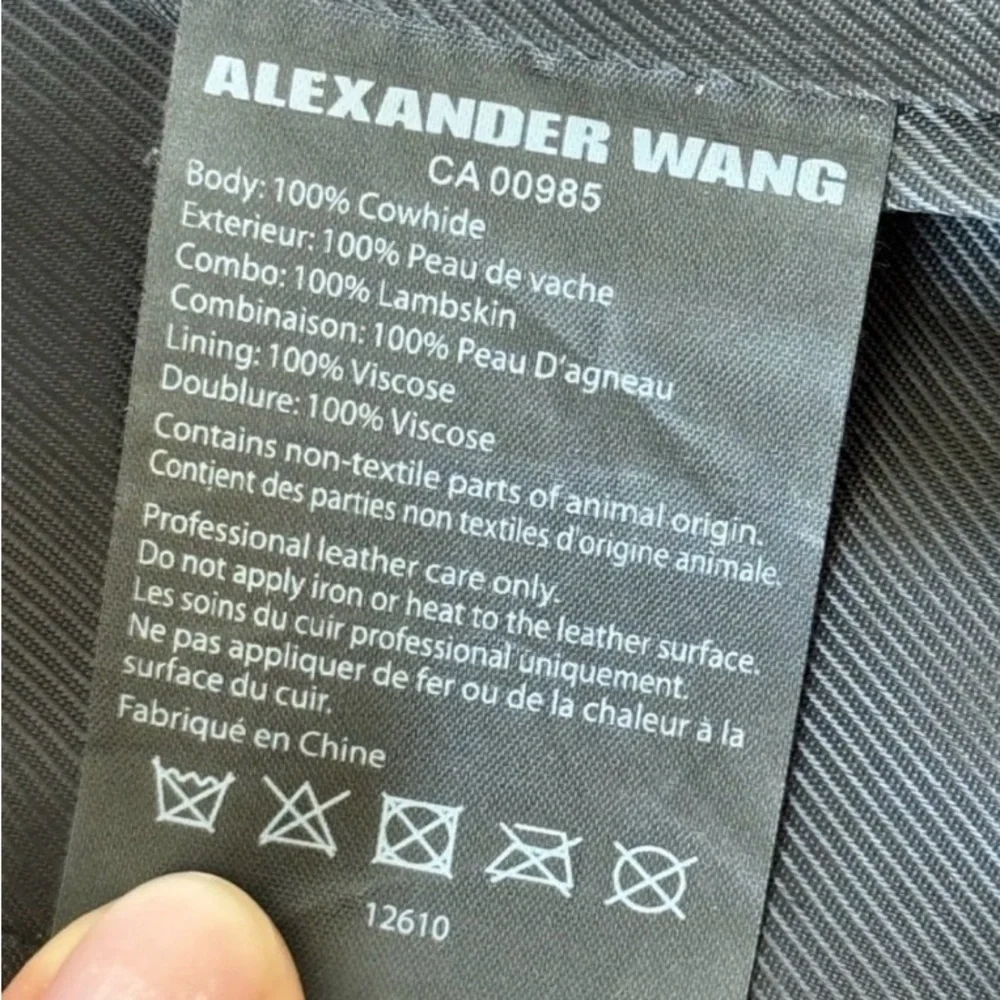 ALEXANDER WANG
CA 00985
Body: 100% Cowhide
Exterieur: 100% Peau de vache
Combo: 100% Lambskin
Combinaison: 100% Peau D'agneau
Lining: 100% Viscose
Doublure: 100% Viscose
Contains non-textile parts of animal origin.
Contient des parties non textiles d'origine animale.
Professional leather care only.
Do not apply iron or heat to the leather surface.
Les soins du cuir professional uniquement.
Ne pas appliquer de fer ou de la chaleur à la
surface du cuir.
Fabriqué en Chine
12610